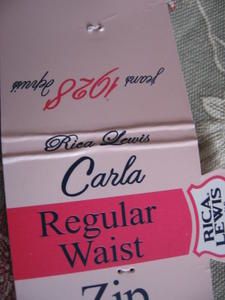 jeans 1928 depuis
Rica Lewis
Carla
Regular
Waist
Zip
RICA
LEWIS